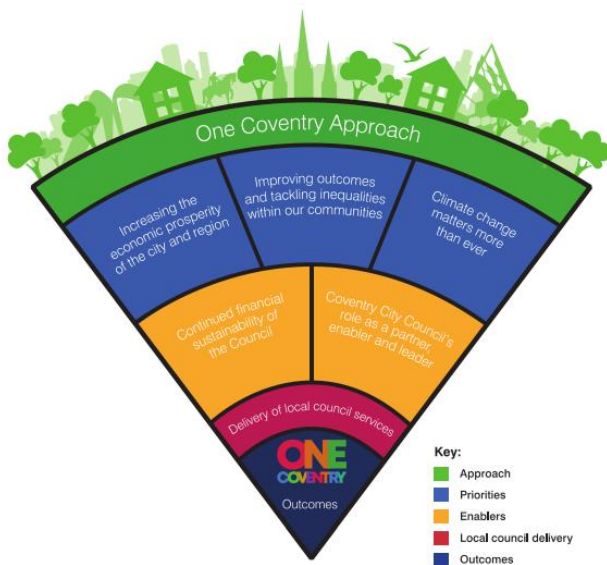 One Coventry Approach
Increasing the
economic prosperity
of the city and region
Improving outcomes
and tackling inequalities
within our communities
Climate change
matters more
than ever
Continued financial
sustainability of
the Council
Coventry City Council's
role as a partner,
enabler and leader
Delivery of local council services
ONE
COVENTRY
Outcomes
Key:
Approach
Priorities
Enablers
Local council delivery
Outcomes